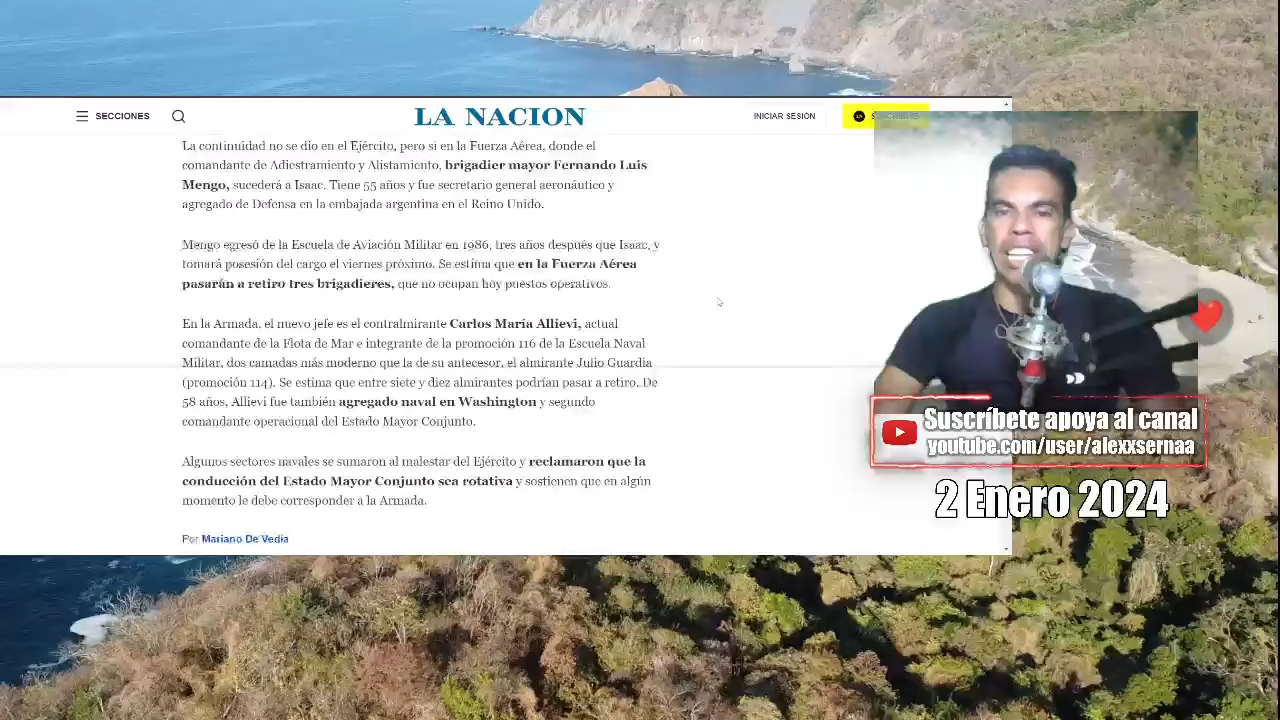 SECCIONES
LA NACION
INICIAR SESIÓN
La continuidad no se dio en el Ejército, pero sí en la Fuerza Aérea, donde el
comandante de Adiestramiento y Alistamiento, brigadier mayor Fernando Luis
Mengo, sucederá a Isaac. Tiene 55 años y fue secretario general aeronáutico y
agregado de Defensa en la embajada argentina en el Reino Unido.
Mengo egresó de la Escuela de Aviación Militar en 1986, tres años después que Isaac, y
tomará posesión del cargo el viernes próximo. Se estima que en la Fuerza Aérea
pasarán a retiro tres brigadieres, que no ocupan hoy puestos operativos.
En la Armada, el nuevo jefe es el contralmirante Carlos María Allievi, actual
comandante de la Flota de Mar e integrante de la promoción 116 de la Escuela Naval
Militar, dos camadas más moderno que la de su antecesor, el almirante Julio Guardia
(promoción 114). Se estima que entre siete y diez almirantes podrían pasar a retiro. De
58 años, Allievi fue también agregado naval en Washington y segundo
comandante operacional del Estado Mayor Conjunto.
Algunos sectores navales se sumaron al malestar del Ejército y reclamaron que la
conducción del Estado Mayor Conjunto sea rotativa y sostienen que en algún
momento le debe corresponder a la Armada.
Por Mariano De Vedia
Suscríbete apoya al canal
youtube.com/user/alexxsernaa
2 Enero 2024